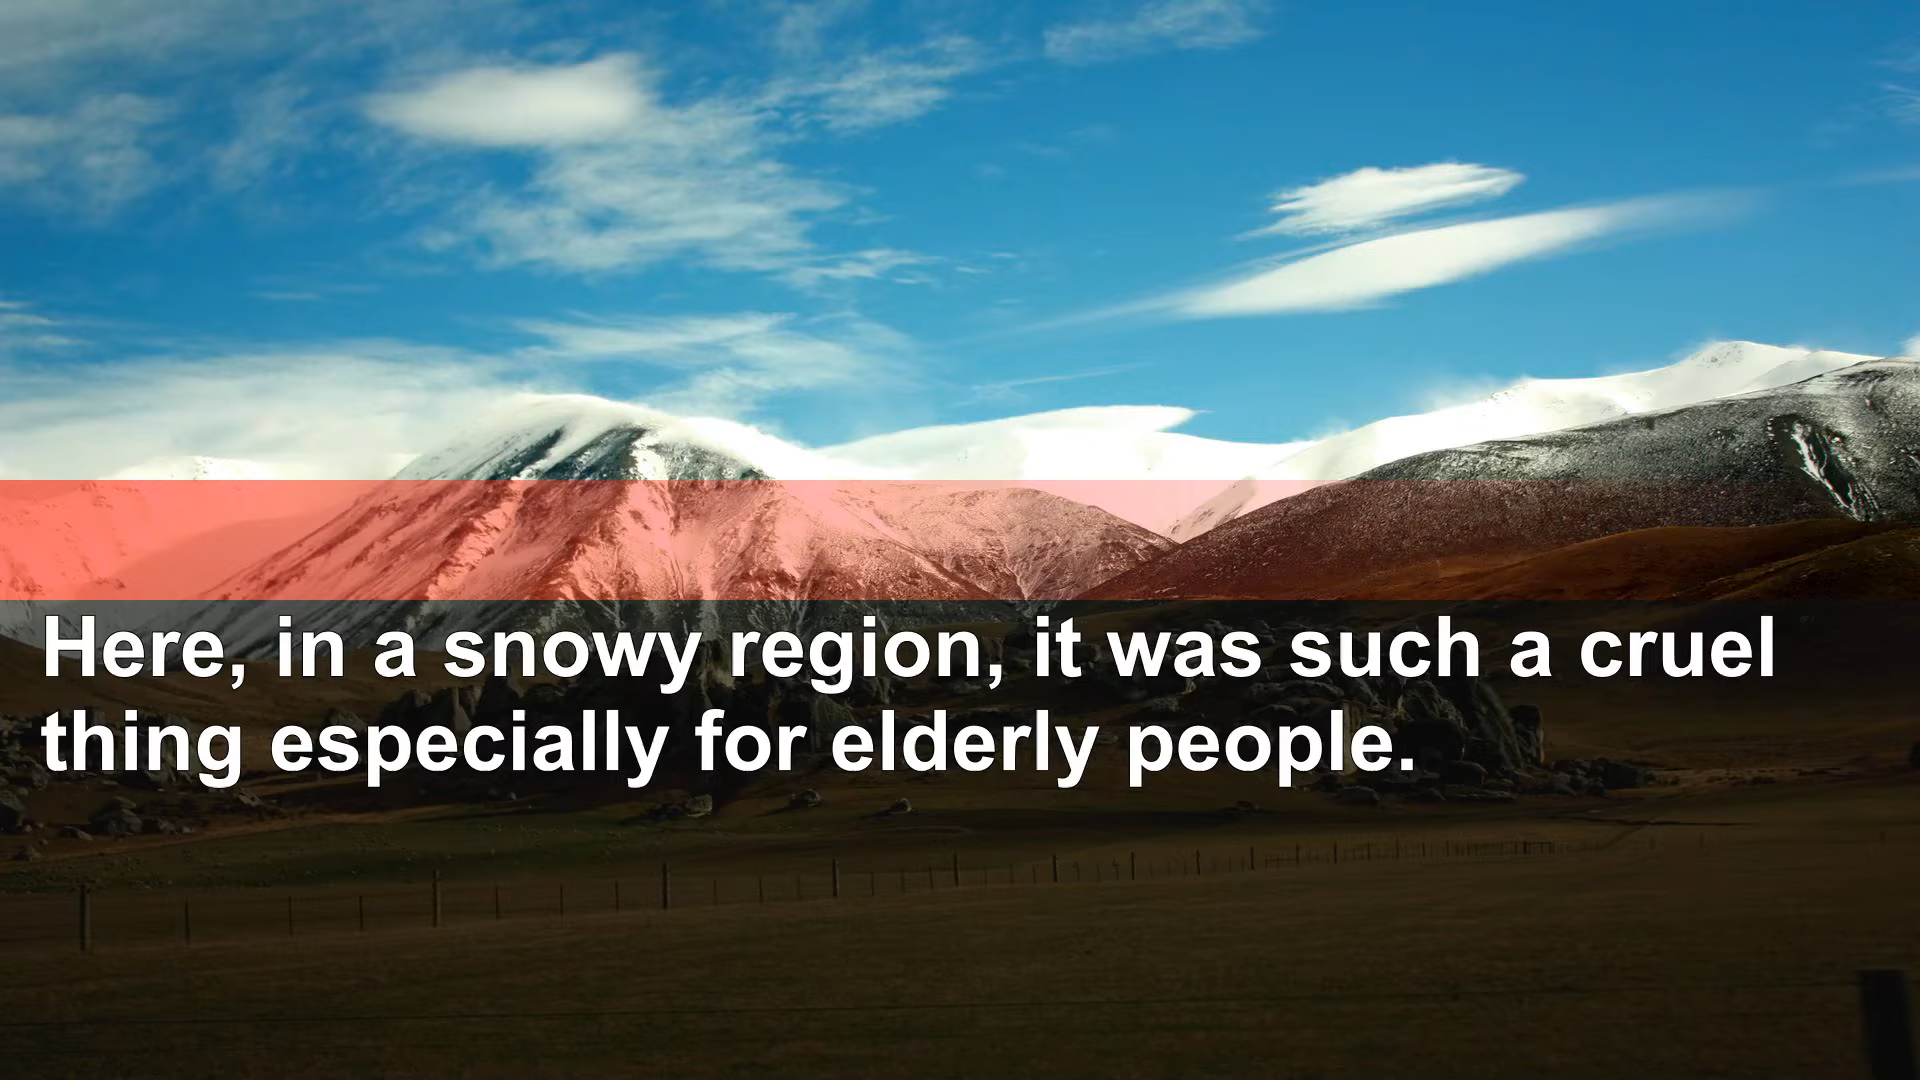 Here, in a snowy region, it was such a cruel
thing especially for elderly people.